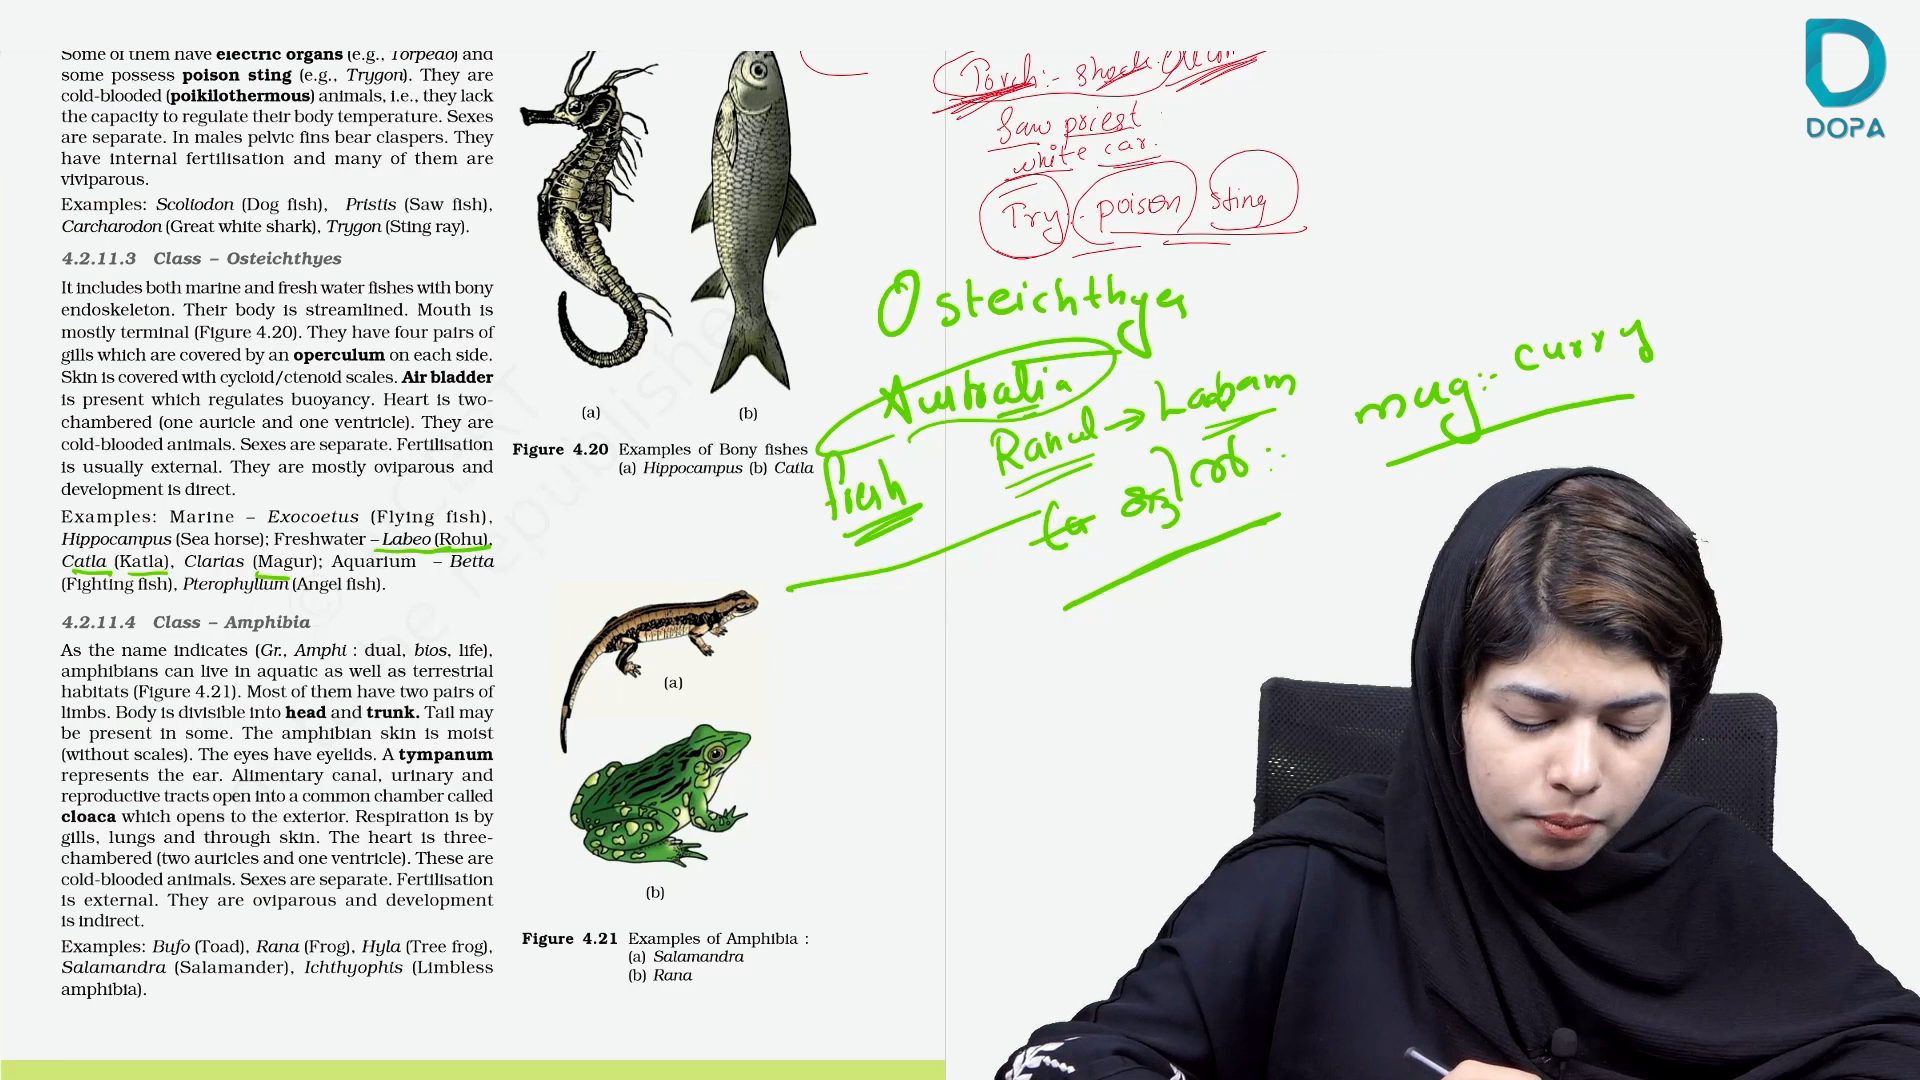 Some of them have electric organs (e.g., Torpedo) and
some possess poison sting (e.g., Trygon). They are
cold-blooded (poikilothermous) animals, i.e., they lack
the capacity to regulate their body temperature. Sexes
are separate. In males pelvic fins bear claspers. They
have internal fertilisation and many of them are
viviparous.
Examples: Scoliodon (Dog fish), Pristis (Saw fish),
Carcharodon (Great white shark), Trygon (Sting ray).
4.2.11.3 Class – Osteichthyes
It includes both marine and fresh water fishes with bony
endoskeleton. Their body is streamlined. Mouth is
mostly terminal (Figure 4.20). They have four pairs of
gills which are covered by an operculum on each side.
Skin is covered with cycloid/ctenoid scales. Air bladder
is present which regulates buoyancy. Heart is two-
chambered (one auricle and one ventricle). They are
cold-blooded animals. Sexes are separate. Fertilisation
is usually external. They are mostly oviparous and
development is direct.
Examples: Marine – Exocoetus (Flying fish),
Hippocampus (Sea horse); Freshwater – Labeo (Rohu),
Catla (Katla), Clarias (Magur); Aquarium – Betta
(Fighting fish), Pterophyllum (Angel fish).
4.2.11.4 Class – Amphibia
As the name indicates (Gr., Amphi : dual, bios, life),
amphibians can live in aquatic as well as terrestrial
habitats (Figure 4.21). Most of them have two pairs of
limbs. Body is divisible into head and trunk. Tail may
be present in some. The amphibian skin is moist
(without scales). The eyes have eyelids. A tympanum
represents the ear. Alimentary canal, urinary and
reproductive tracts open into a common chamber called
cloaca which opens to the exterior. Respiration is by
gills, lungs and through skin. The heart is three-
chambered (two auricles and one ventricle). These are
cold-blooded animals. Sexes are separate. Fertilisation
is external. They are oviparous and development
is indirect.
Examples: Bufo (Toad), Rana (Frog), Hyla (Tree frog),
Salamandra (Salamander), Ichthyophis (Limbless
amphibia).
(a) (b)
Figure 4.20 Examples of Bony fishes
(a) Hippocampus (b) Catla
(a)
(b)
Figure 4.21 Examples of Amphibia :
(a) Salamandra
(b) Rana
Torch:- shock
Saw priest
white car.
Try:- poison sting
Osteichthyes
Australia
Fresh
Rahul → Labam
mug:- curry
DOPA